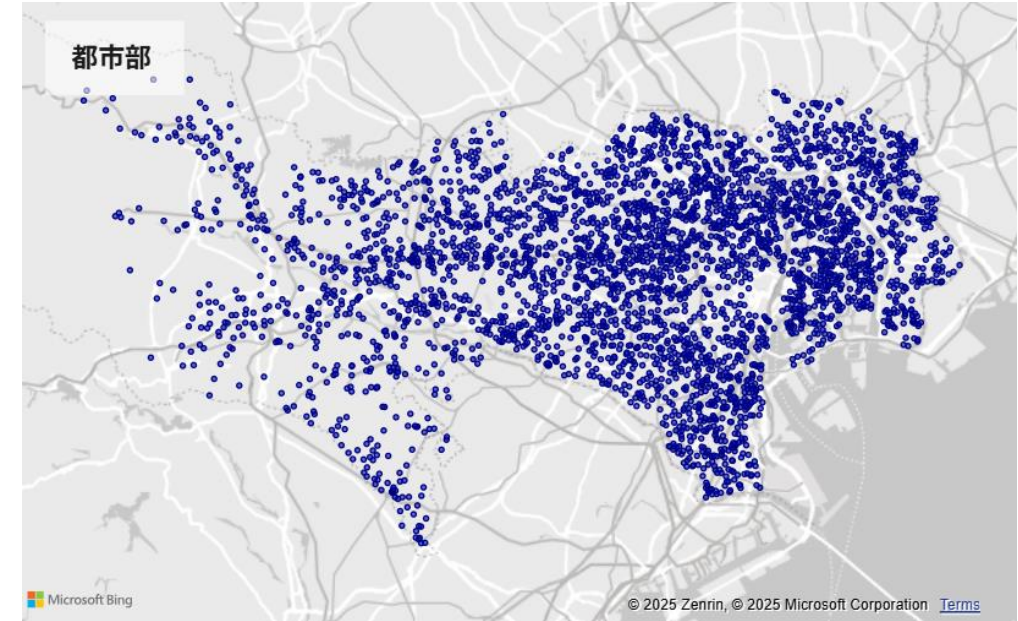 都市部
Microsoft Bing
© 2025 Zenrin, © 2025 Microsoft Corporation Terms